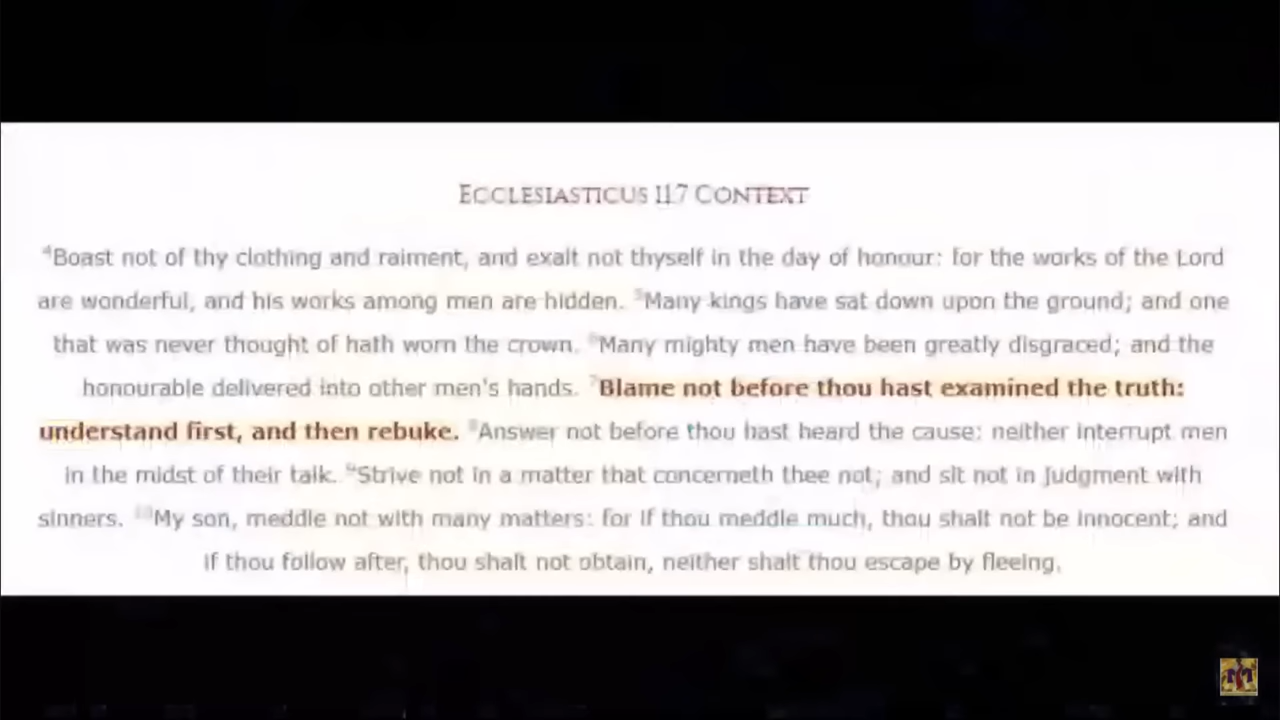 ECCLESIASTICUS 11:7 CONTEXT
4Boast not of thy clothing and raiment, and exalt not thyself in the day of honour: for the works of the Lord
are wonderful, and his works among men are hidden. 5Many kings have sat down upon the ground; and one
that was never thought of hath worn the crown. 6Many mighty men have been greatly disgraced; and the
honourable delivered into other men's hands. 7Blame not before thou hast examined the truth:
understand first, and then rebuke. 8Answer not before thou hast heard the cause: neither interrupt men
in the midst of their talk. 9Strive not in a matter that concerneth thee not; and sit not in judgment with
sinners. 10My son, meddle not with many matters: for if thou meddle much, thou shalt not be innocent; and
if thou follow after, thou shalt not obtain, neither shalt thou escape by fleeing.